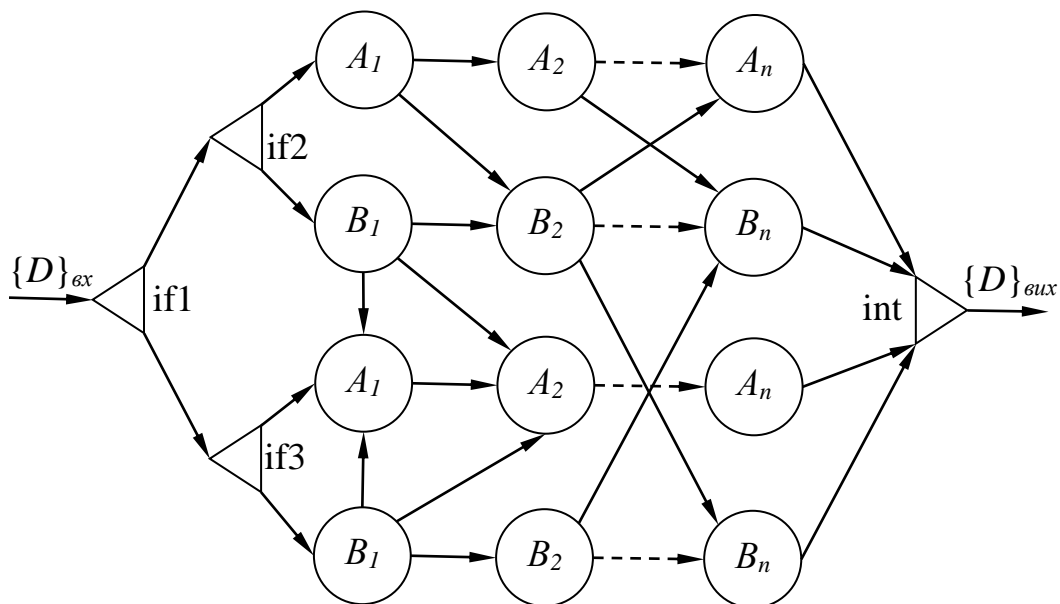 A₁ A₂ Aₙ
if2
B₁ B₂ Bₙ
{D}вх if1 int {D}вих
A₁ A₂ Aₙ
if3
B₁ B₂ Bₙ